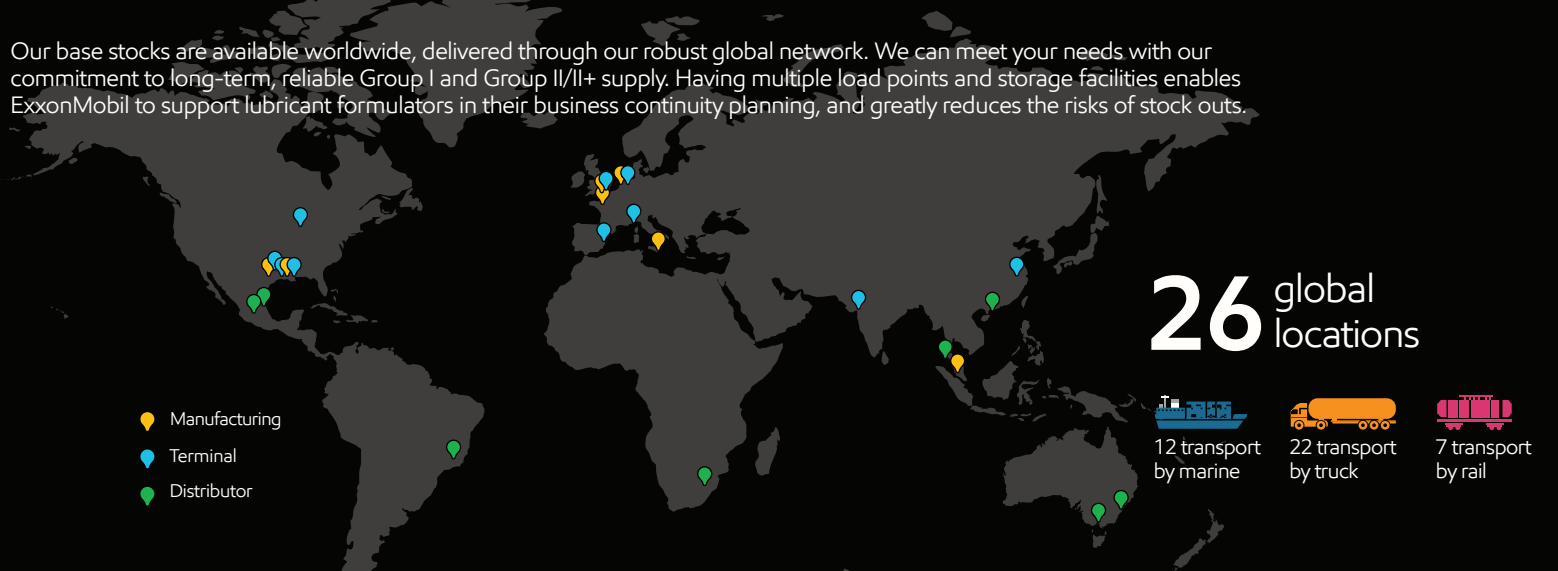 Our base stocks are available worldwide, delivered through our robust global network. We can meet your needs with our
commitment to long-term, reliable Group I and Group II/II+ supply. Having multiple load points and storage facilities enables
ExxonMobil to support lubricant formulators in their business continuity planning, and greatly reduces the risks of stock outs.
26 global
locations
Manufacturing
Terminal
Distributor
12 transport
by marine
22 transport
by truck
7 transport
by rail